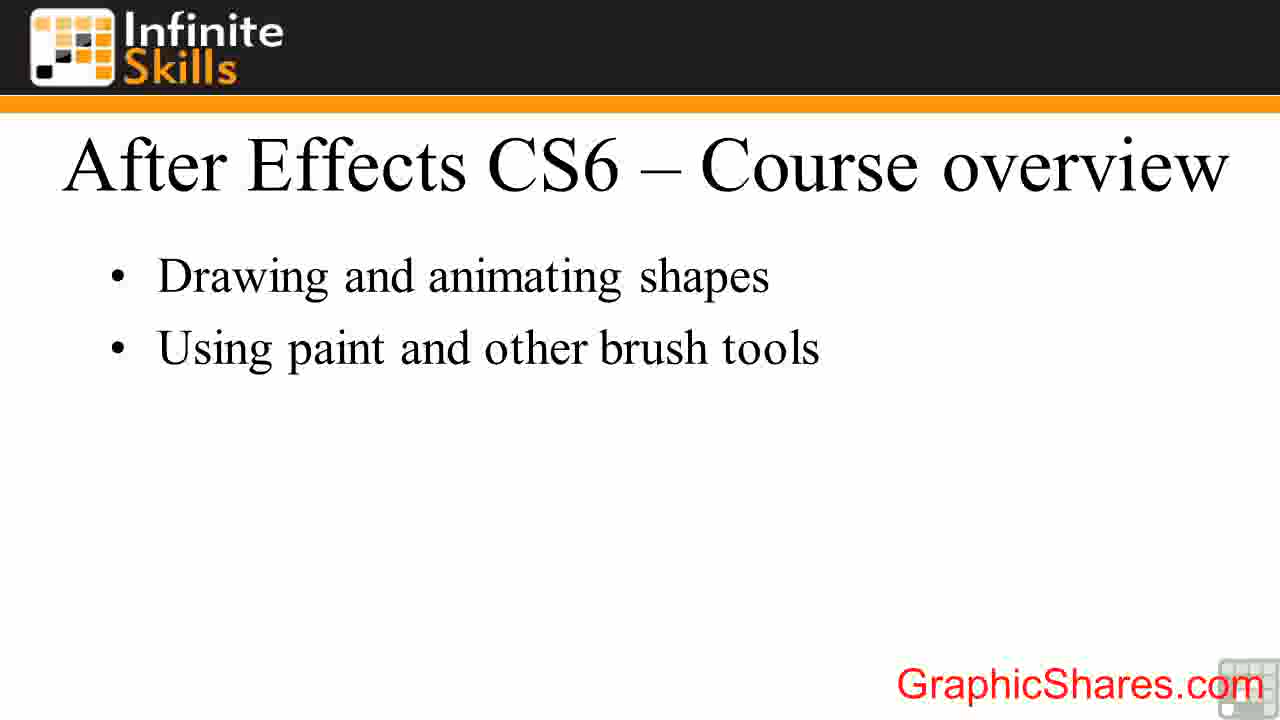 Infinite
Skills
After Effects CS6 – Course overview
• Drawing and animating shapes
• Using paint and other brush tools
GraphicShares.com